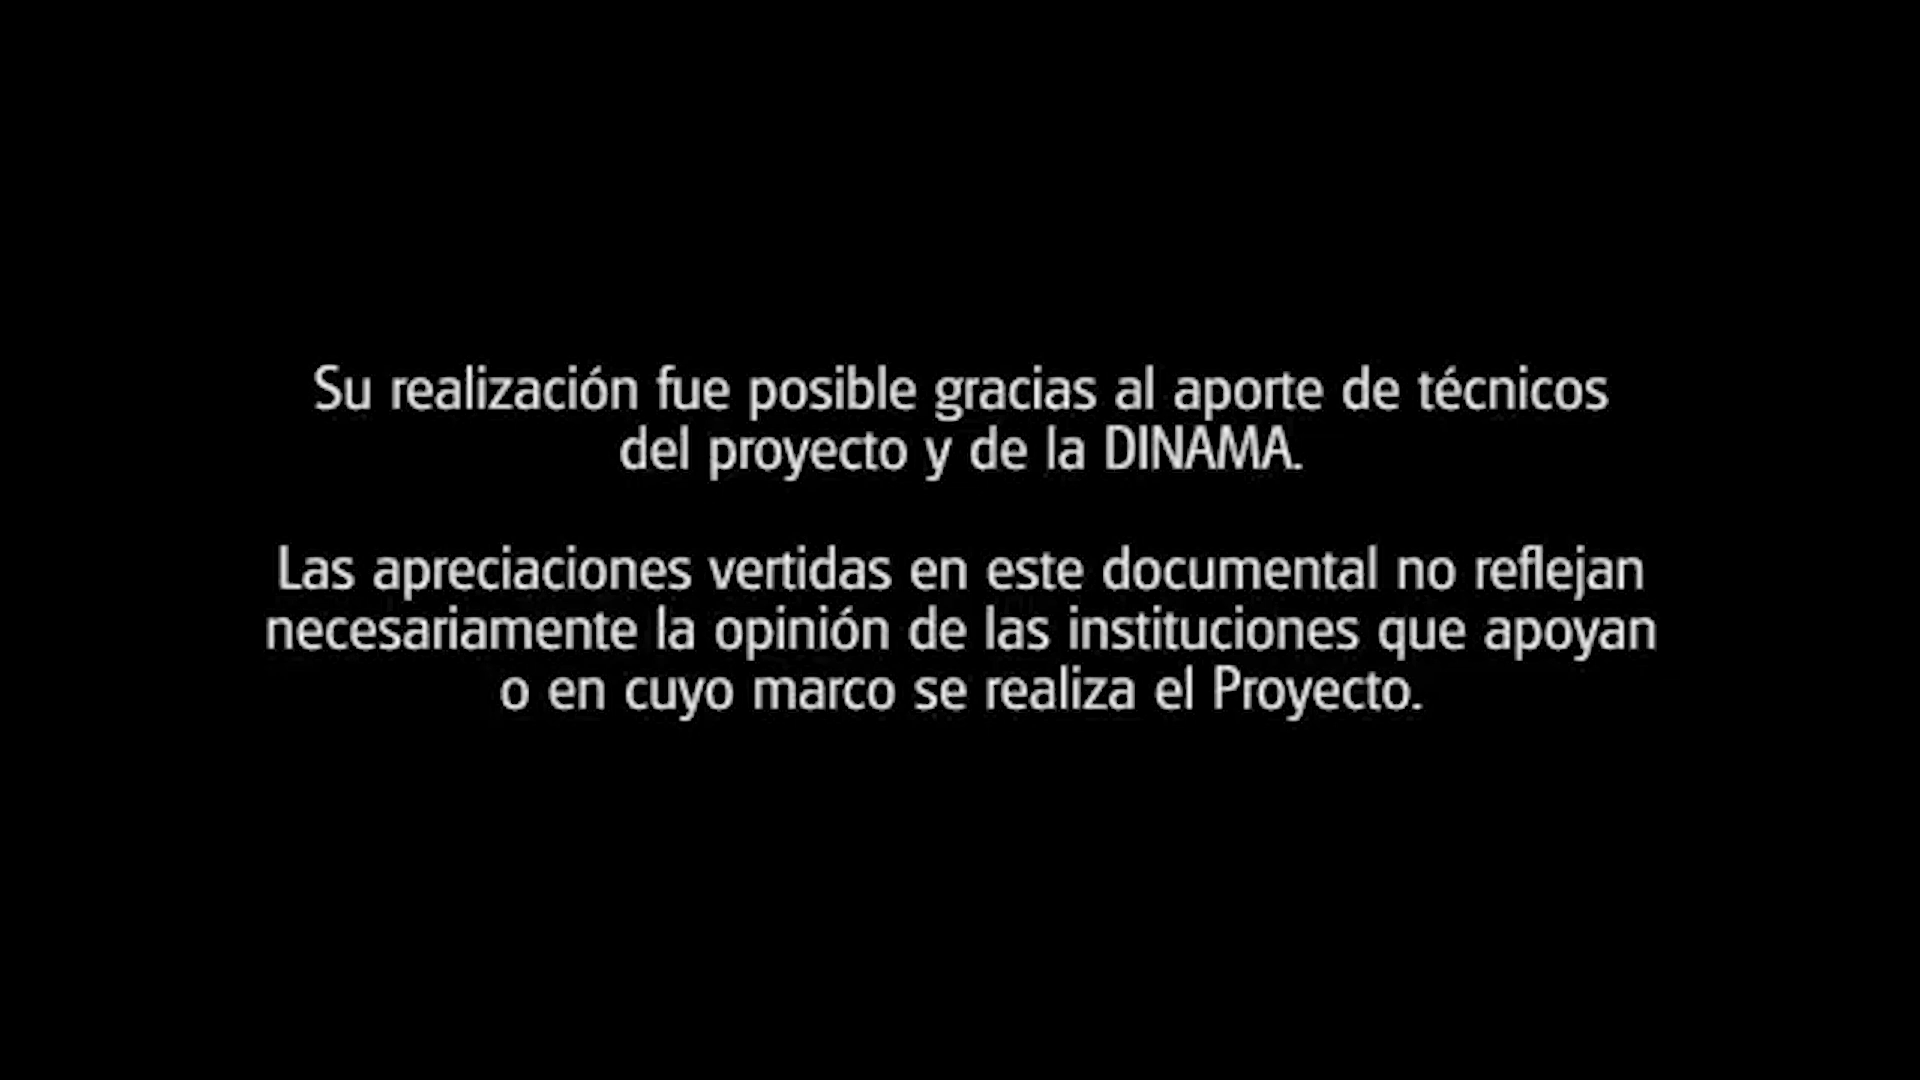 Su realización fue posible gracias al aporte de técnicos
del proyecto y de la DINAMA.
Las apreciaciones vertidas en este documental no reflejan
necesariamente la opinión de las instituciones que apoyan
o en cuyo marco se realiza el Proyecto.